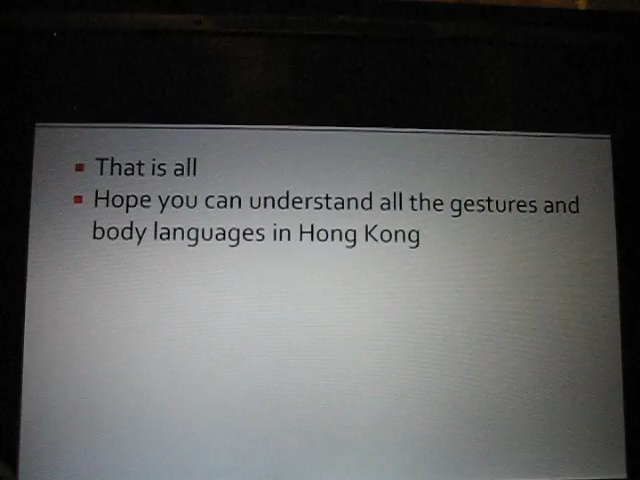 That is all
Hope you can understand all the gestures and
body languages in Hong Kong